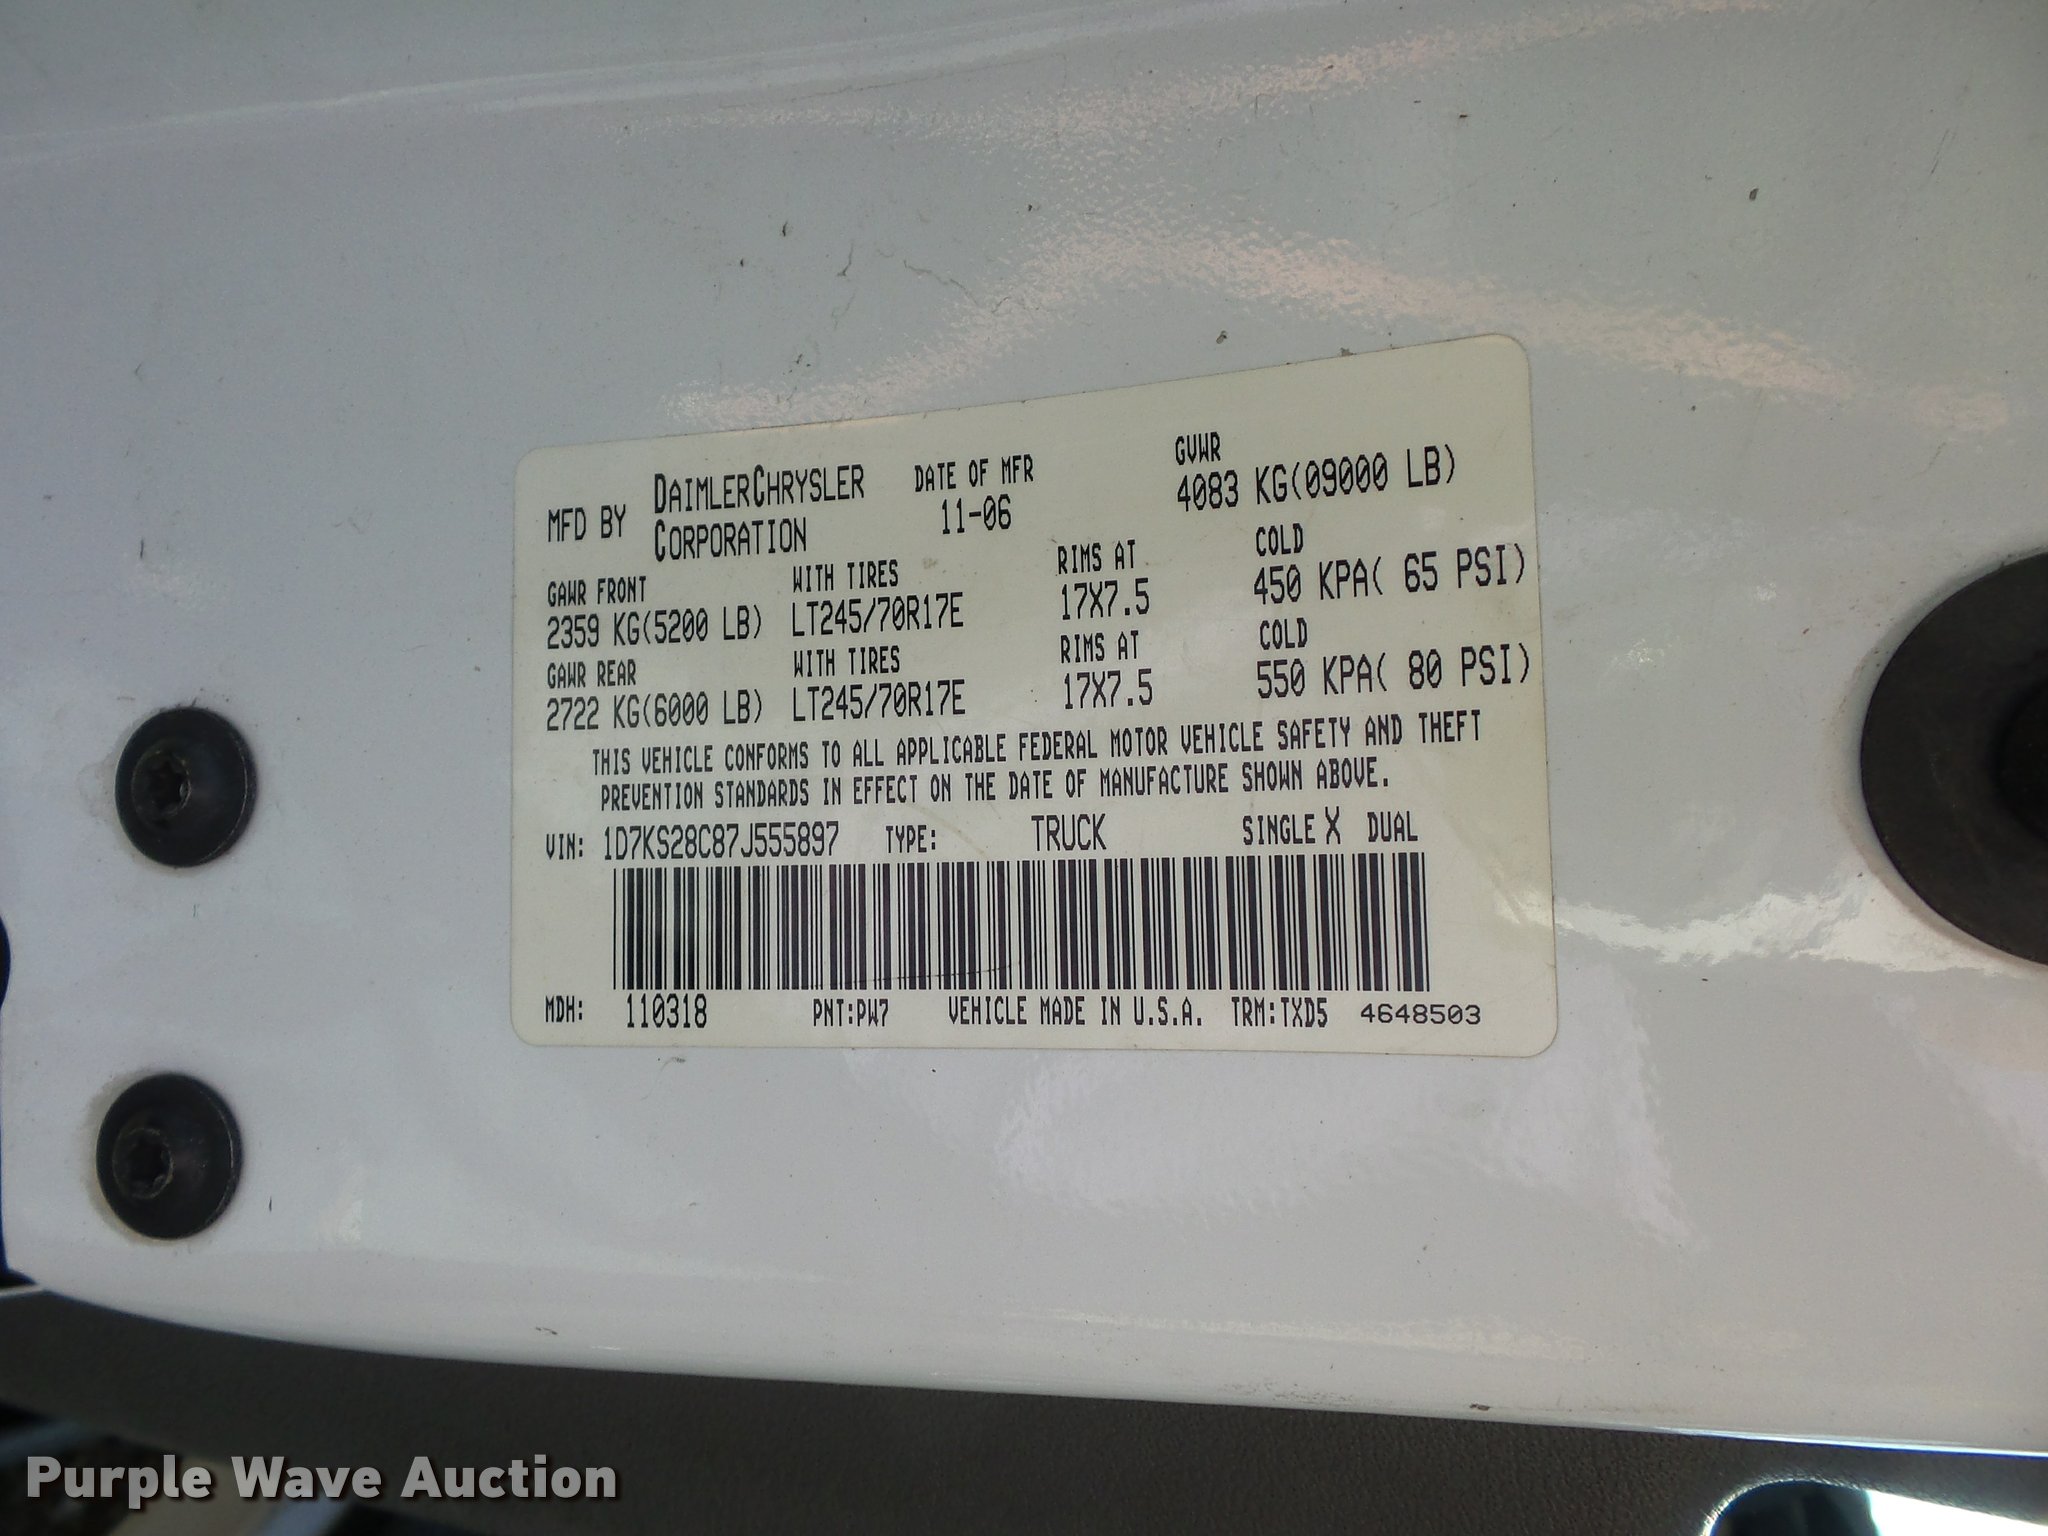 MFD BY DAIMLERCHRYSLER CORPORATION DATE OF MFR 11-06 GVWR 4083 KG(09000 LB)
GAWR FRONT WITH TIRES RIMS AT COLD
2359 KG(5200 LB) LT245/70R17E 17X7.5 450 KPA( 65 PSI)
GAWR REAR WITH TIRES RIMS AT COLD
2722 KG(6000 LB) LT245/70R17E 17X7.5 550 KPA( 80 PSI)
THIS VEHICLE CONFORMS TO ALL APPLICABLE FEDERAL MOTOR VEHICLE SAFETY AND THEFT
PREVENTION STANDARDS IN EFFECT ON THE DATE OF MANUFACTURE SHOWN ABOVE.
VIN: 1D7KS28C87J555897 TYPE: TRUCK SINGLE X DUAL
MDH: 110318 PNT:PW7 VEHICLE MADE IN U.S.A. TRM:TXD5 4648503
Purple Wave Auction